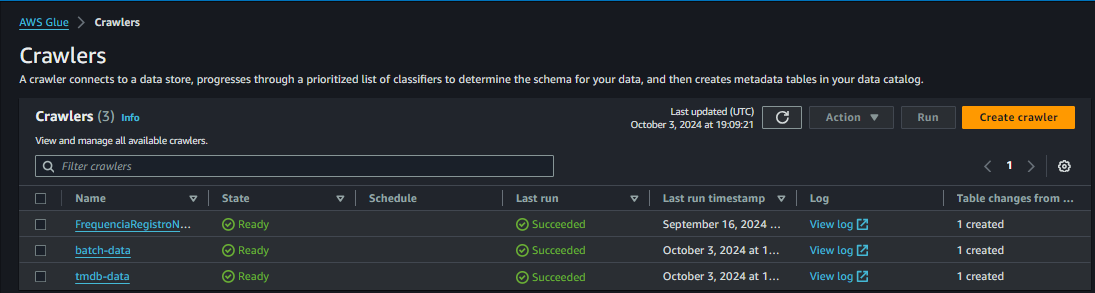 AWS Glue > Crawlers
Crawlers
A crawler connects to a data store, progresses through a prioritized list of classifiers to determine the schema for your data, and then creates metadata tables in your data catalog.
Crawlers (3) Info
Last updated (UTC)
October 3, 2024 at 19:09:21
Action
Run
Create crawler
View and manage all available crawlers.
Filter crawlers
1
Name State Schedule Last run Last run timestamp Log Table changes from ...
FrequenciaRegistroN... Ready Succeeded September 16, 2024 ... View log 1 created
batch-data Ready Succeeded October 3, 2024 at 1... View log 1 created
tmdb-data Ready Succeeded October 3, 2024 at 1... View log 1 created